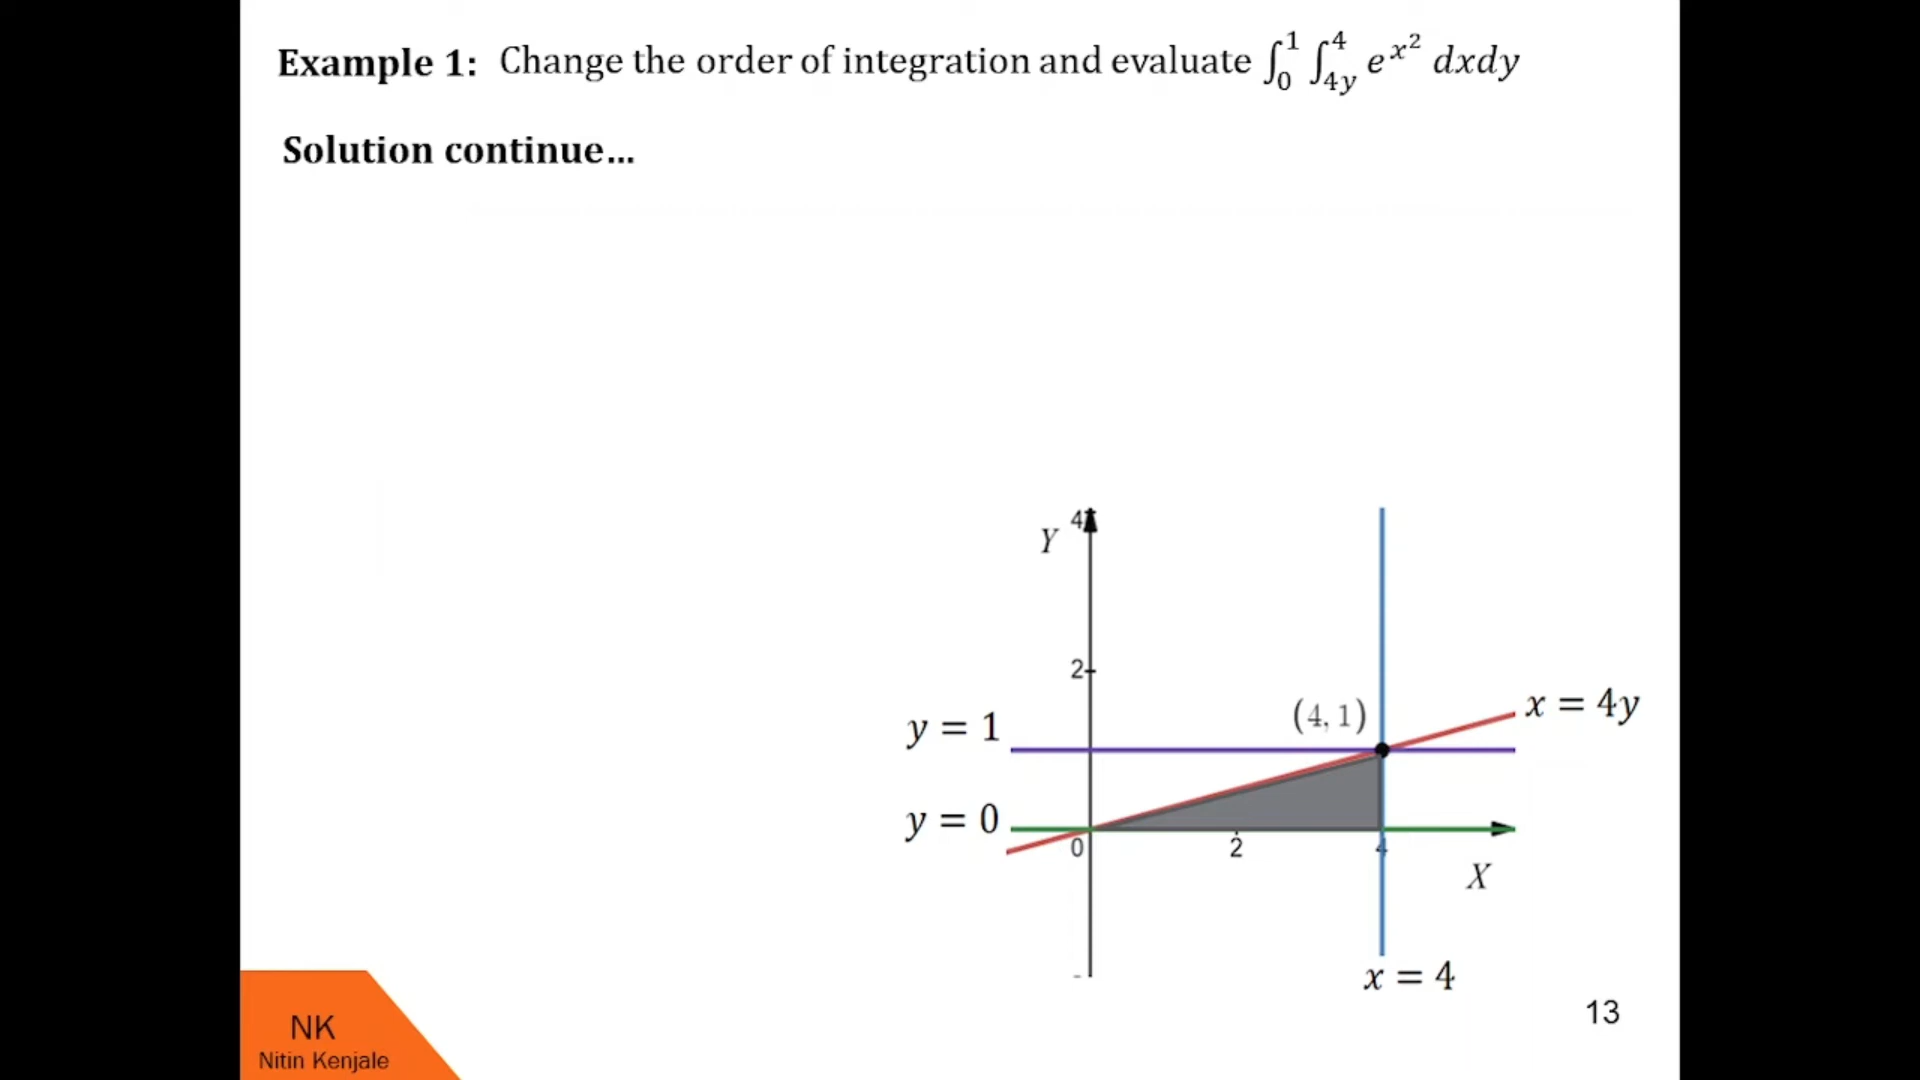 Example 1: Change the order of integration and evaluate ∫₀¹ ∫₄ᵧ⁴ eˣ² dxdy
Solution continue...
4
Y
2
(4, 1)
x = 4y
y = 1
y = 0
0
2
4
X
x = 4
13
NK
Nitin Kenjale